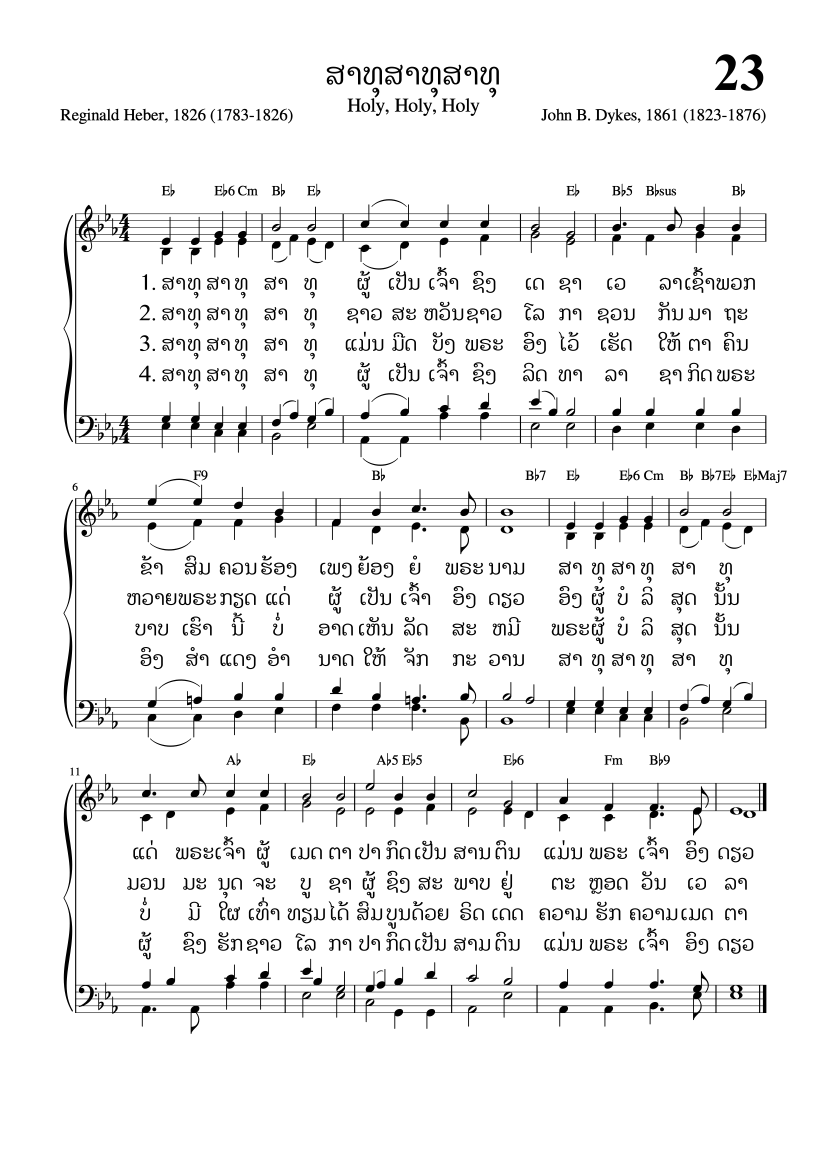 ສາທຸສາທຸສາທຸ
23
Holy, Holy, Holy
Reginald Heber, 1826 (1783-1826)
John B. Dykes, 1861 (1823-1876)
E♭ E♭6 Cm B♭ E♭ E♭ B♭5 B♭sus B♭
1. ສາທຸ ສາ ທຸ ສາ ທຸ ຜູ້ ເປັນ ເຈົ້າ ຊົງ ເດ ຊາ ເວ ລາເຊົ້າພວກ
2. ສາທຸ ສາ ທຸ ສາ ທຸ ຊາວ ສະ ຫວັນຊາວ ໂລ ກາ ຊວນ ກັນ ມາ ຖະ
3. ສາທຸ ສາ ທຸ ສາ ທຸ ແມ່ນ ມືດ ບັງ ພຣະ ອົງ ໄວ້ ເຮັດ ໃຫ້ ຕາ ຄົນ
4. ສາທຸ ສາ ທຸ ສາ ທຸ ຜູ້ ເປັນ ເຈົ້າ ຊົງ ລິດ ທາ ລາ ຊາ ກິດ ພຣະ
6
F9 B♭ B♭7 E♭ E♭6 Cm B♭ B♭7E♭ E♭Maj7
ຂ້າ ສົມ ຄວນ ຮ້ອງ ເພງ ຍ້ອງ ຍໍ ພຣະ ນາມ ສາ ທຸ ສາ ທຸ ສາ ທຸ
ຫວາຍພຣະກຽດ ແດ່ ຜູ້ ເປັນ ເຈົ້າ ອົງ ດຽວ ອົງ ຜູ້ ບໍ ລິ ສຸດ ນັ້ນ
ບາບ ເຮົາ ນີ້ ບໍ່ ອາດ ເຫັນ ລັດ ສະ ຫມີ ພຣະຜູ້ ບໍ ລິ ສຸດ ນັ້ນ
ອົງ ສຳ ແດງ ອຳ ນາດ ໃຫ້ ຈັກ ກະ ວານ ສາ ທຸ ສາ ທຸ ສາ ທຸ
11
A♭ E♭ A♭5 E♭5 E♭6 Fm B♭9
ແດ່ ພຣະເຈົ້າ ຜູ້ ເມດ ຕາ ປາ ກົດ ເປັນ ສານ ຕົນ ແມ່ນ ພຣະ ເຈົ້າ ອົງ ດຽວ
ມວນ ມະ ນຸດ ຈະ ບູ ຊາ ຜູ້ ຊົງ ສະ ພາບ ຢູ່ ຕະ ຫຼອດ ວັນ ເວ ລາ
ບໍ່ ມີ ໃຜ ເທົ່າ ທຽມ ໄດ້ ສົມ ບູນ ດ້ວຍ ຣິດ ເດດ ຄວາມ ຮັກ ຄວາມເມດ ຕາ
ຜູ້ ຊົງ ຮັກ ຊາວ ໂລ ກາ ປາ ກົດ ເປັນ ສາມ ຕົນ ແມ່ນ ພຣະ ເຈົ້າ ອົງ ດຽວ